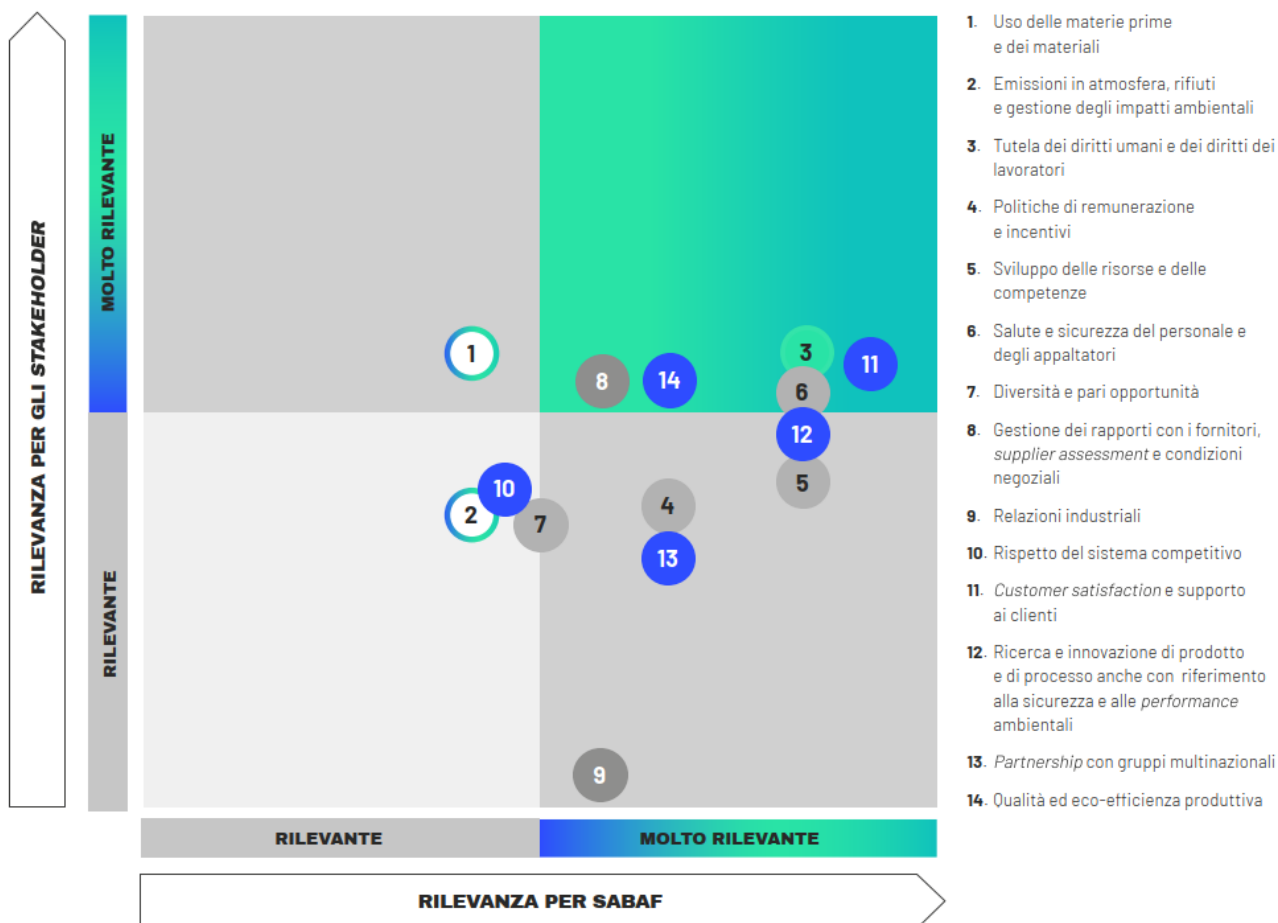 RILEVANZA PER GLI STAKEHOLDER
MOLTO RILEVANTE
RILEVANTE
1
8
14
3
11
6
12
10
5
2
7
4
13
9
RILEVANTE
MOLTO RILEVANTE
RILEVANZA PER SABAF
1. Uso delle materie prime
e dei materiali
2. Emissioni in atmosfera, rifiuti
e gestione degli impatti ambientali
3. Tutela dei diritti umani e dei diritti dei
lavoratori
4. Politiche di remunerazione
e incentivi
5. Sviluppo delle risorse e delle
competenze
6. Salute e sicurezza del personale e
degli appaltatori
7. Diversità e pari opportunità
8. Gestione dei rapporti con i fornitori,
supplier assessment e condizioni
negoziali
9. Relazioni industriali
10. Rispetto del sistema competitivo
11. Customer satisfaction e supporto
ai clienti
12. Ricerca e innovazione di prodotto
e di processo anche con riferimento
alla sicurezza e alle performance
ambientali
13. Partnership con gruppi multinazionali
14. Qualità ed eco-efficienza produttiva